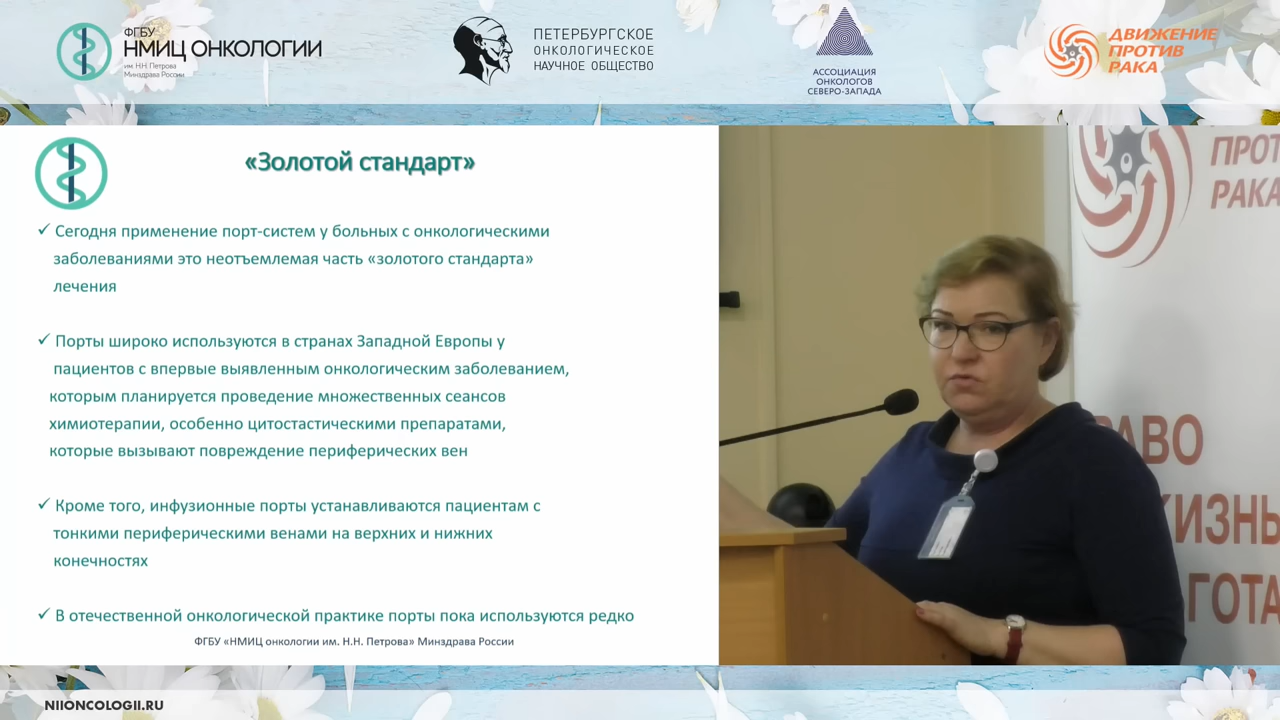 ФГБУ
НМИЦ ОНКОЛОГИИ
им. Н.Н. Петрова
Минздрава России
ПЕТЕРБУРГСКОЕ
ОНКОЛОГИЧЕСКОЕ
НАУЧНОЕ ОБЩЕСТВО
АССОЦИАЦИЯ
ОНКОЛОГОВ
СЕВЕРО-ЗАПАДА
ДВИЖЕНИЕ
ПРОТИВ
РАКА
«Золотой стандарт»
✓ Сегодня применение порт-систем у больных с онкологическими
заболеваниями это неотъемлемая часть «золотого стандарта»
лечения
✓ Порты широко используются в странах Западной Европы у
пациентов с впервые выявленным онкологическим заболеванием,
которым планируется проведение множественных сеансов
химиотерапии, особенно цитостастическими препаратами,
которые вызывают повреждение периферических вен
✓ Кроме того, инфузионные порты устанавливаются пациентам с
тонкими периферическими венами на верхних и нижних
конечностях
✓ В отечественной онкологической практике порты пока используются редко
ФГБУ «НМИЦ онкологии им. Н.Н. Петрова» Минздрава России
ПРОТ
РАКА
РАВО
ЖИЗНЬ
ГОТА
NIIONCOLOGII.RU